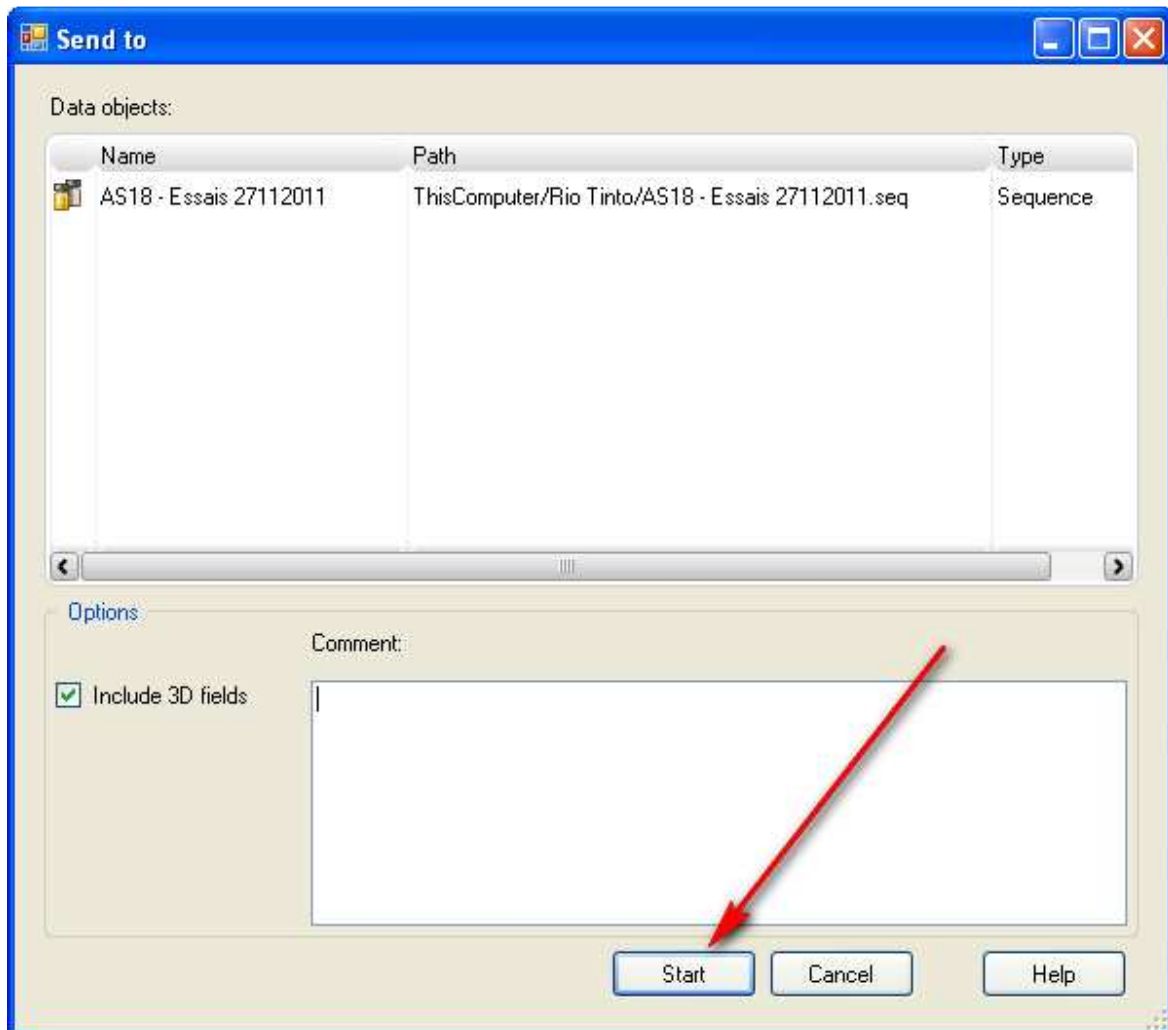 Send to
Data objects:
Name Path Type
AS18 - Essais 27112011 ThisComputer/Rio Tinto/AS18 - Essais 27112011.seq Sequence
Options
Comment:
Include 3D fields
Start Cancel Help